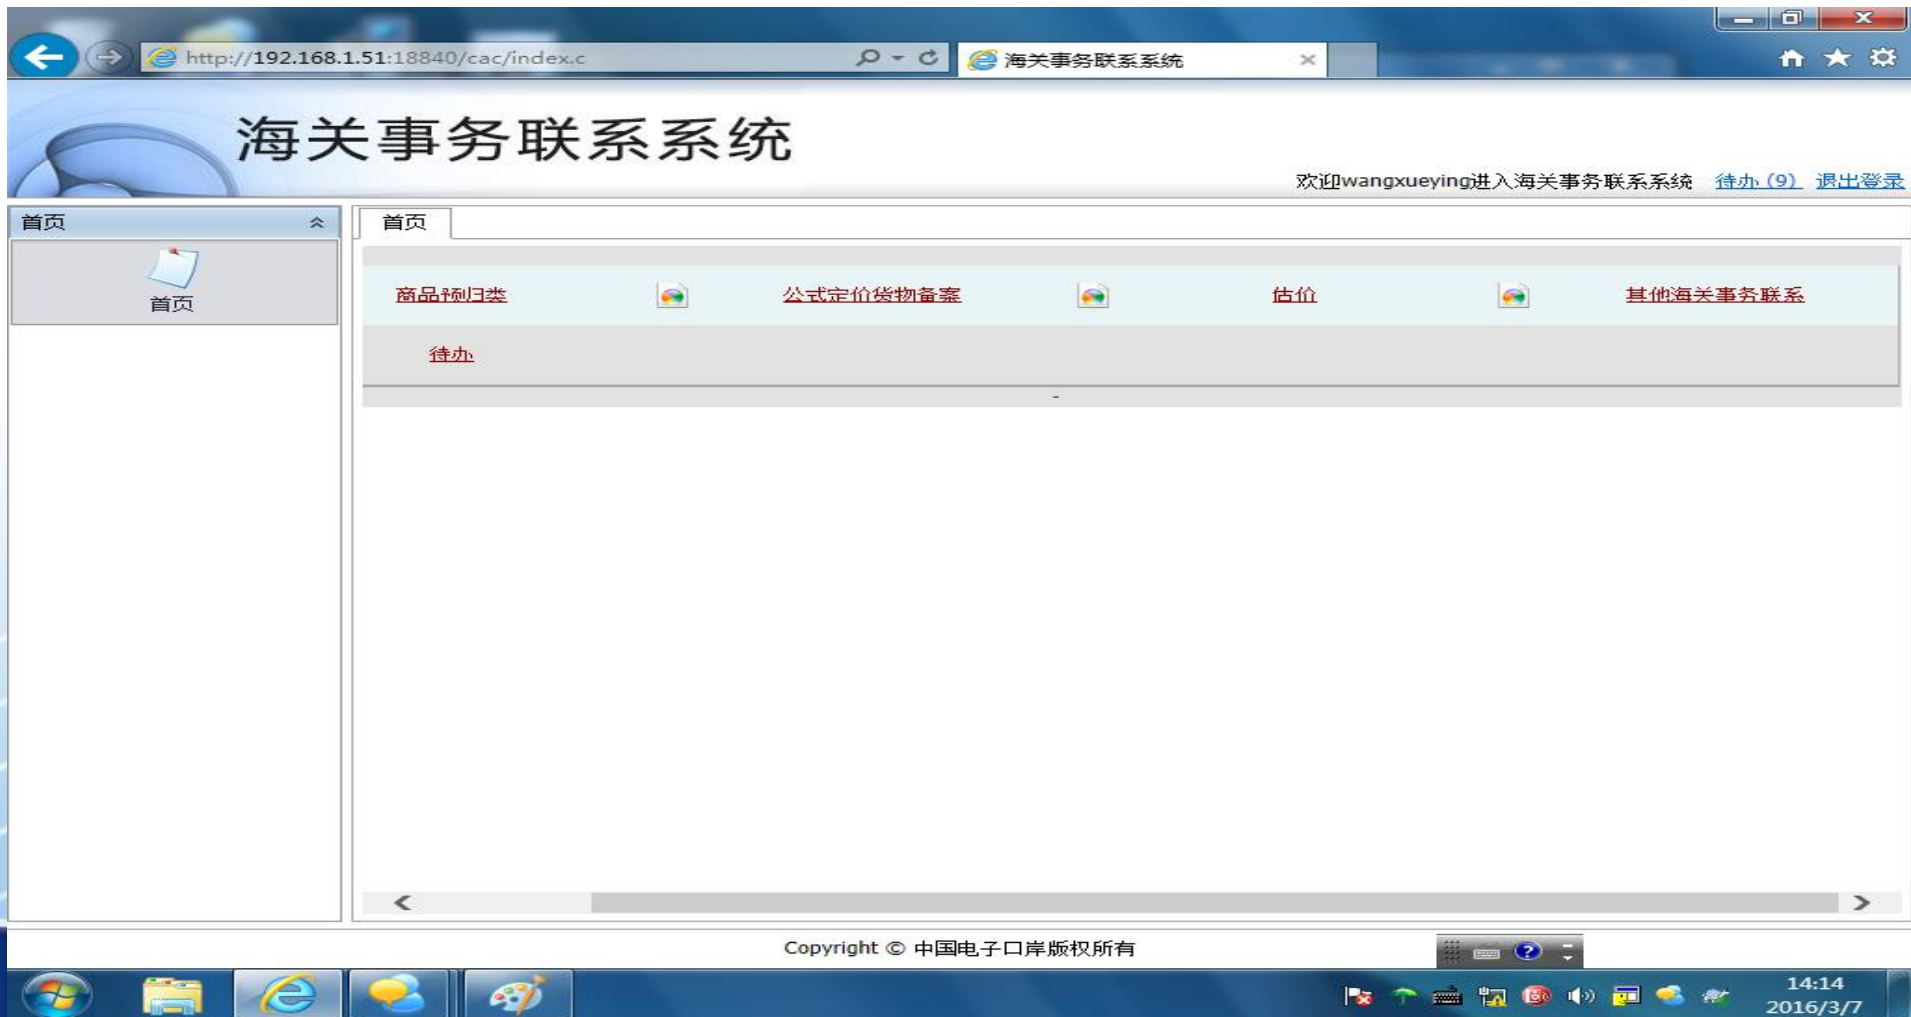 http://192.168.1.51:18840/cac/index.c
海关事务联系系统
海关事务联系系统
欢迎wangxueying进入海关事务联系系统 待办 (9) 退出登录
首页
首页
首页
商品预归类 公式定价货物备案 估价 其他海关事务联系
待办
-
Copyright © 中国电子口岸版权所有
14:14
2016/3/7